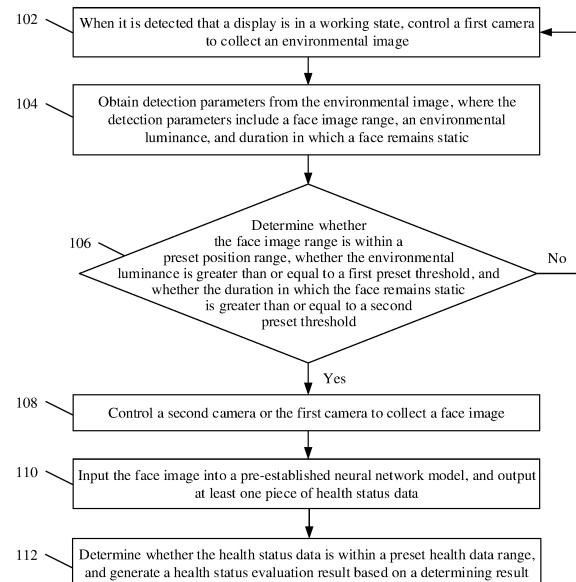 102
When it is detected that a display is in a working state, control a first camera
to collect an environmental image
104
Obtain detection parameters from the environmental image, where the
detection parameters include a face image range, an environmental
luminance, and duration in which a face remains static
106
Determine whether
the face image range is within a
preset position range, whether the environmental
luminance is greater than or equal to a first preset threshold, and
whether the duration in which the face remains static
is greater than or equal to a second
preset threshold
No
Yes
108
Control a second camera or the first camera to collect a face image
110
Input the face image into a pre-established neural network model, and output
at least one piece of health status data
112
Determine whether the health status data is within a preset health data range,
and generate a health status evaluation result based on a determining result